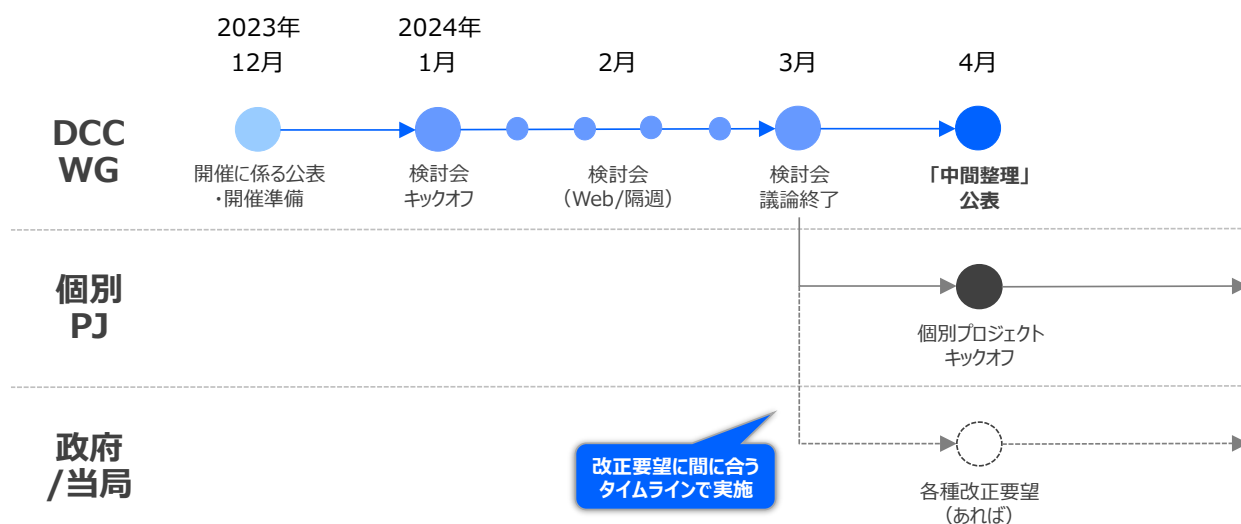 2023年
12月
2024年
1月
2月
3月
4月
DCC
WG
開催に係る公表
・開催準備
検討会
キックオフ
検討会
（Web/隔週）
検討会
議論終了
「中間整理」
公表
個別
PJ
個別プロジェクト
キックオフ
政府
/当局
改正要望に間に合う
タイムラインで実施
各種改正要望
（あれば）